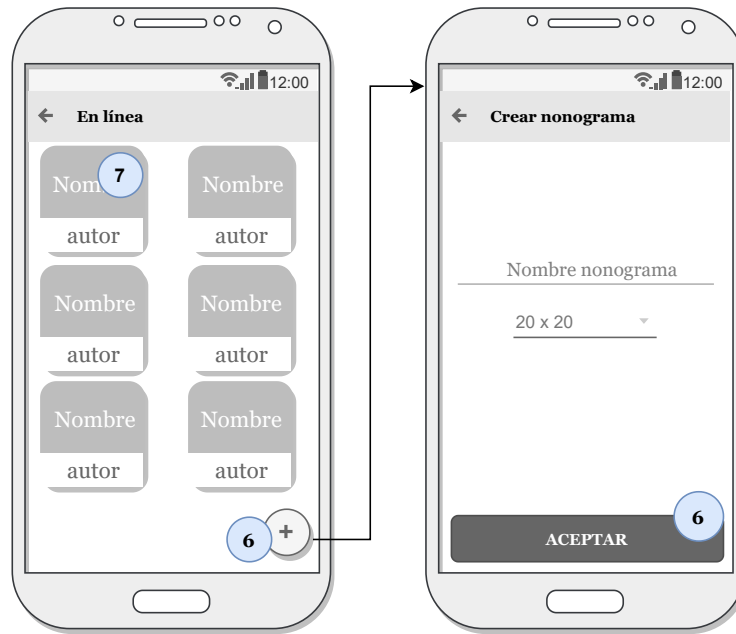 12:00
En línea
Nom
7
Nombre
autor
autor
Nombre
Nombre
autor
autor
Nombre
Nombre
autor
autor
6
+
12:00
Crear nonograma
Nombre nonograma
20 x 20
6
ACEPTAR